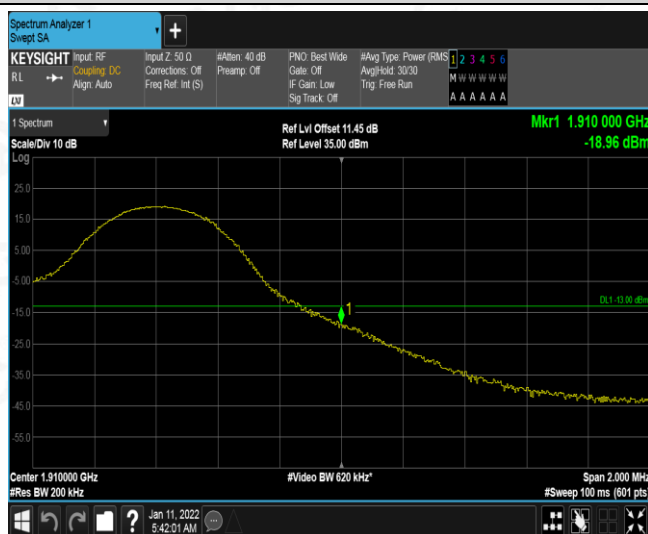 Spectrum Analyzer 1
Swept SA
+
KEYSIGHT
RL
LXI
Input: RF
Coupling: DC
Align: Auto
Input Z: 50 Ω
Corrections: Off
Freq Ref: Int (S)
#Atten: 40 dB
Preamp: Off
PNO: Best Wide
Gate: Off
IF Gain: Low
Sig Track: Off
#Avg Type: Power (RMS
Avg|Hold: 30/30
Trig: Free Run
1 2 3 4 5 6
M W W W W W
A A A A A A
1 Spectrum
Scale/Div 10 dB
Log
Ref Lvl Offset 11.45 dB
Ref Level 35.00 dBm
Mkr1 1.910 000 GHz
-18.96 dBm
25.0
15.0
5.00
-5.00
-15.0
-25.0
-35.0
-45.0
-55.0
1
DL1 -13.00 dBm
Center 1.910000 GHz
#Res BW 200 kHz
#Video BW 620 kHz*
Span 2.000 MHz
#Sweep 100 ms (601 pts)
?
Jan 11, 2022
5:42:01 AM